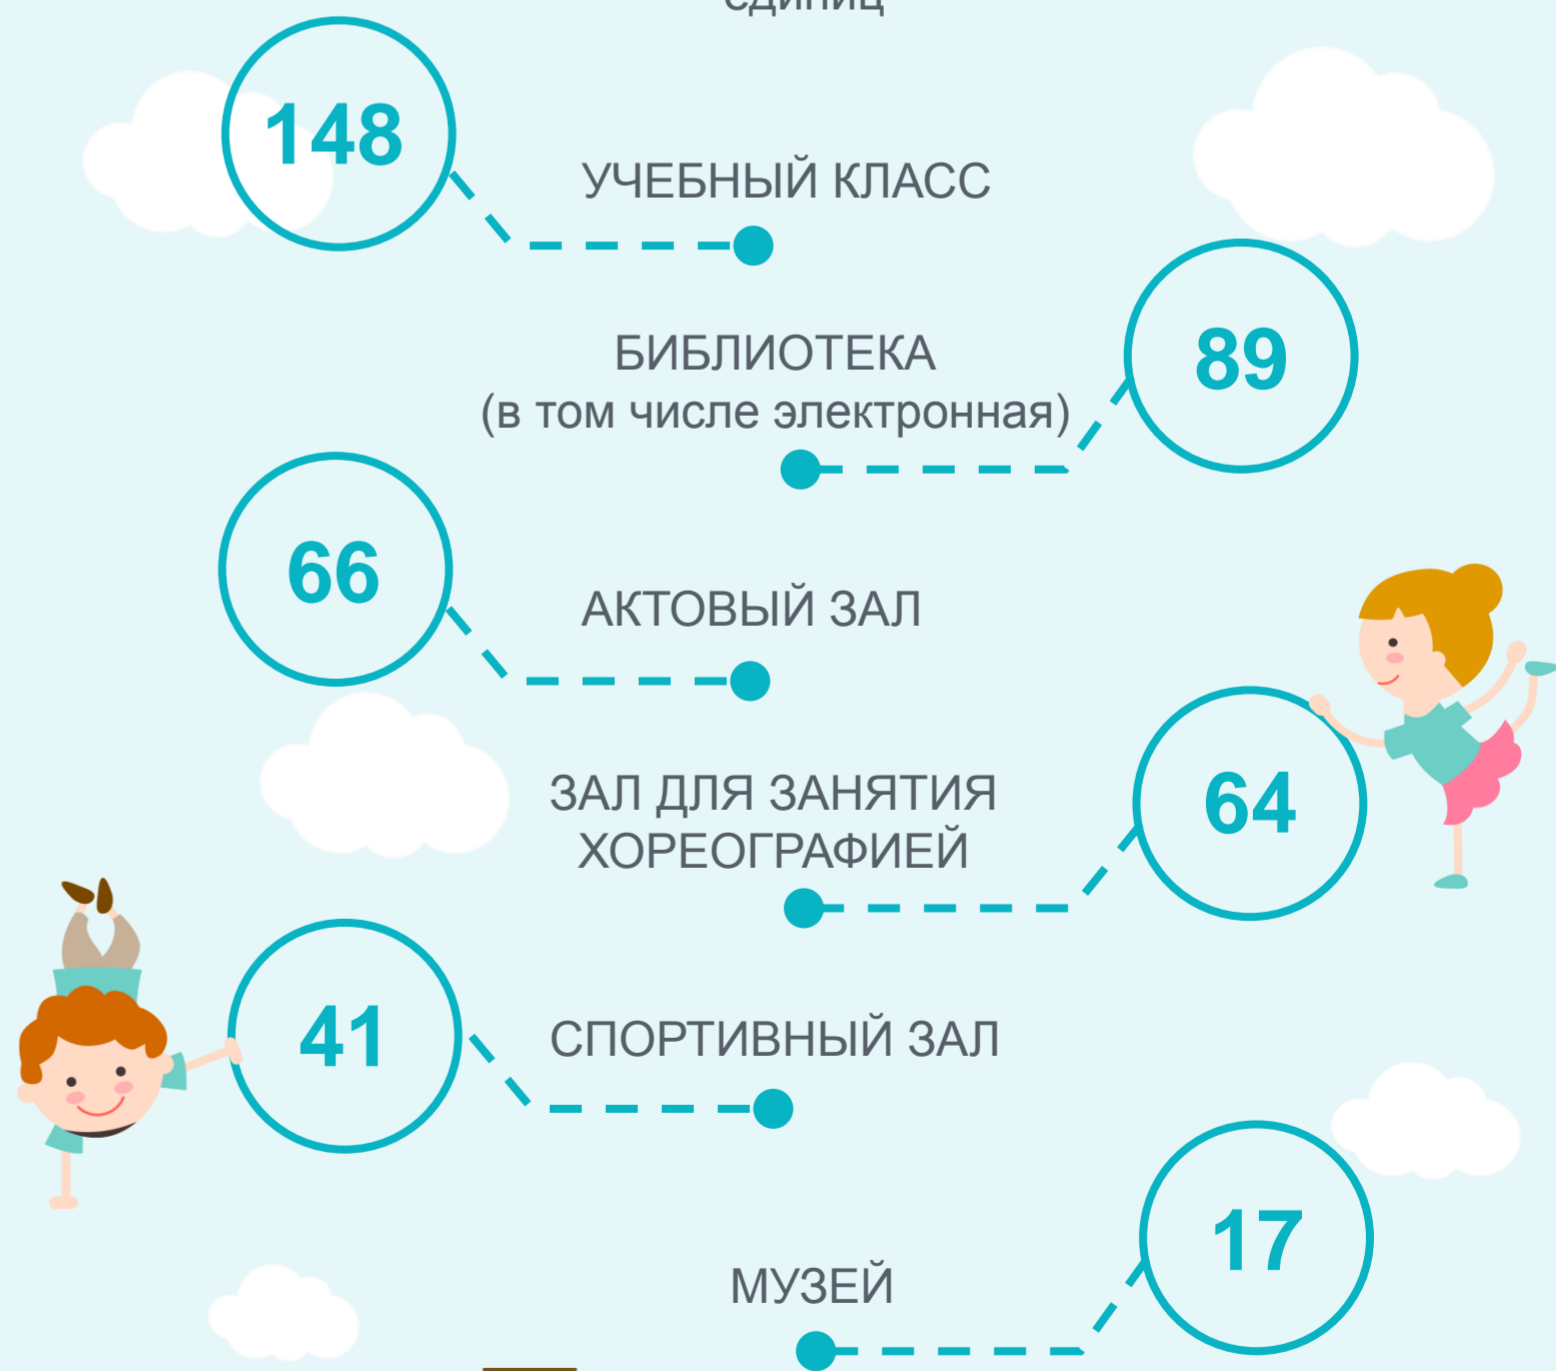 единиц
148
УЧЕБНЫЙ КЛАСС
БИБЛИОТЕКА
(в том числе электронная)
89
66
АКТОВЫЙ ЗАЛ
ЗАЛ ДЛЯ ЗАНЯТИЯ
ХОРЕОГРАФИЕЙ
64
41
СПОРТИВНЫЙ ЗАЛ
17
МУЗЕЙ